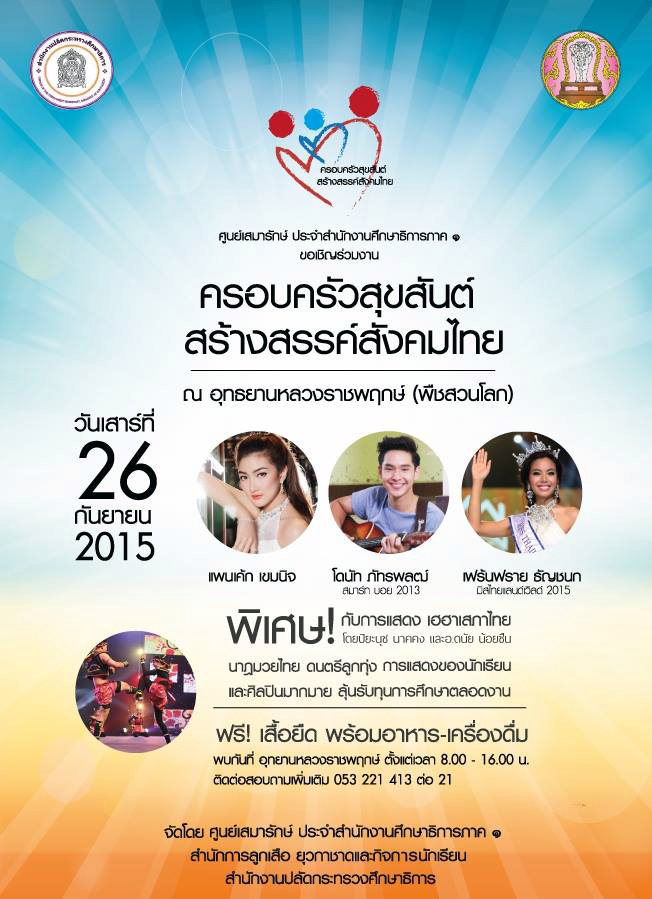 สำนักงานปลัดกระทรวงศึกษาธิการ
ครอบครัวสุขสันต์
สร้างสรรค์สังคมไทย
ศูนย์เสมารักษ์ ประจำสำนักงานศึกษาธิการภาค ๑
ขอเชิญร่วมงาน
ครอบครัวสุขสันต์
สร้างสรรค์สังคมไทย
ณ อุทธยานหลวงราชพฤกษ์ (พืชสวนโลก)
วันเสาร์ที่
26
กันยายน
2015
แพนเค้ก เขมนิจ
โดนัท ภัทรพลฒ์
สมาร์ท บอย 2013
เฟรันฟราย ธัญชนก
มิสไทยแลนด์เวิลด์ 2015
พิเศษ! กับการแสดง เฮฮาเสภาไทย
โดยปิยะนุช นาคคง และอ.ดนัย น้อยชื่น
นาฏมวยไทย ดนตรีลูกทุ่ง การแสดงของนักเรียน
และศิลปินมากมาย ลุ้นรับทุนการศึกษาตลอดงาน
ฟรี! เสื้อยืด พร้อมอาหาร-เครื่องดื่ม
พบกันที่ อุทยานหลวงราชพฤกษ์ ตั้งแต่เวลา 8.00 - 16.00 น.
ติดต่อสอบถามเพิ่มเติม 053 221 413 ต่อ 21
จัดโดย ศูนย์เสมารักษ์ ประจำสำนักงานศึกษาธิการภาค ๑
สำนักการลูกเสือ ยุวกาชาดและกิจการนักเรียน
สำนักงานปลัดกระทรวงศึกษาธิการ